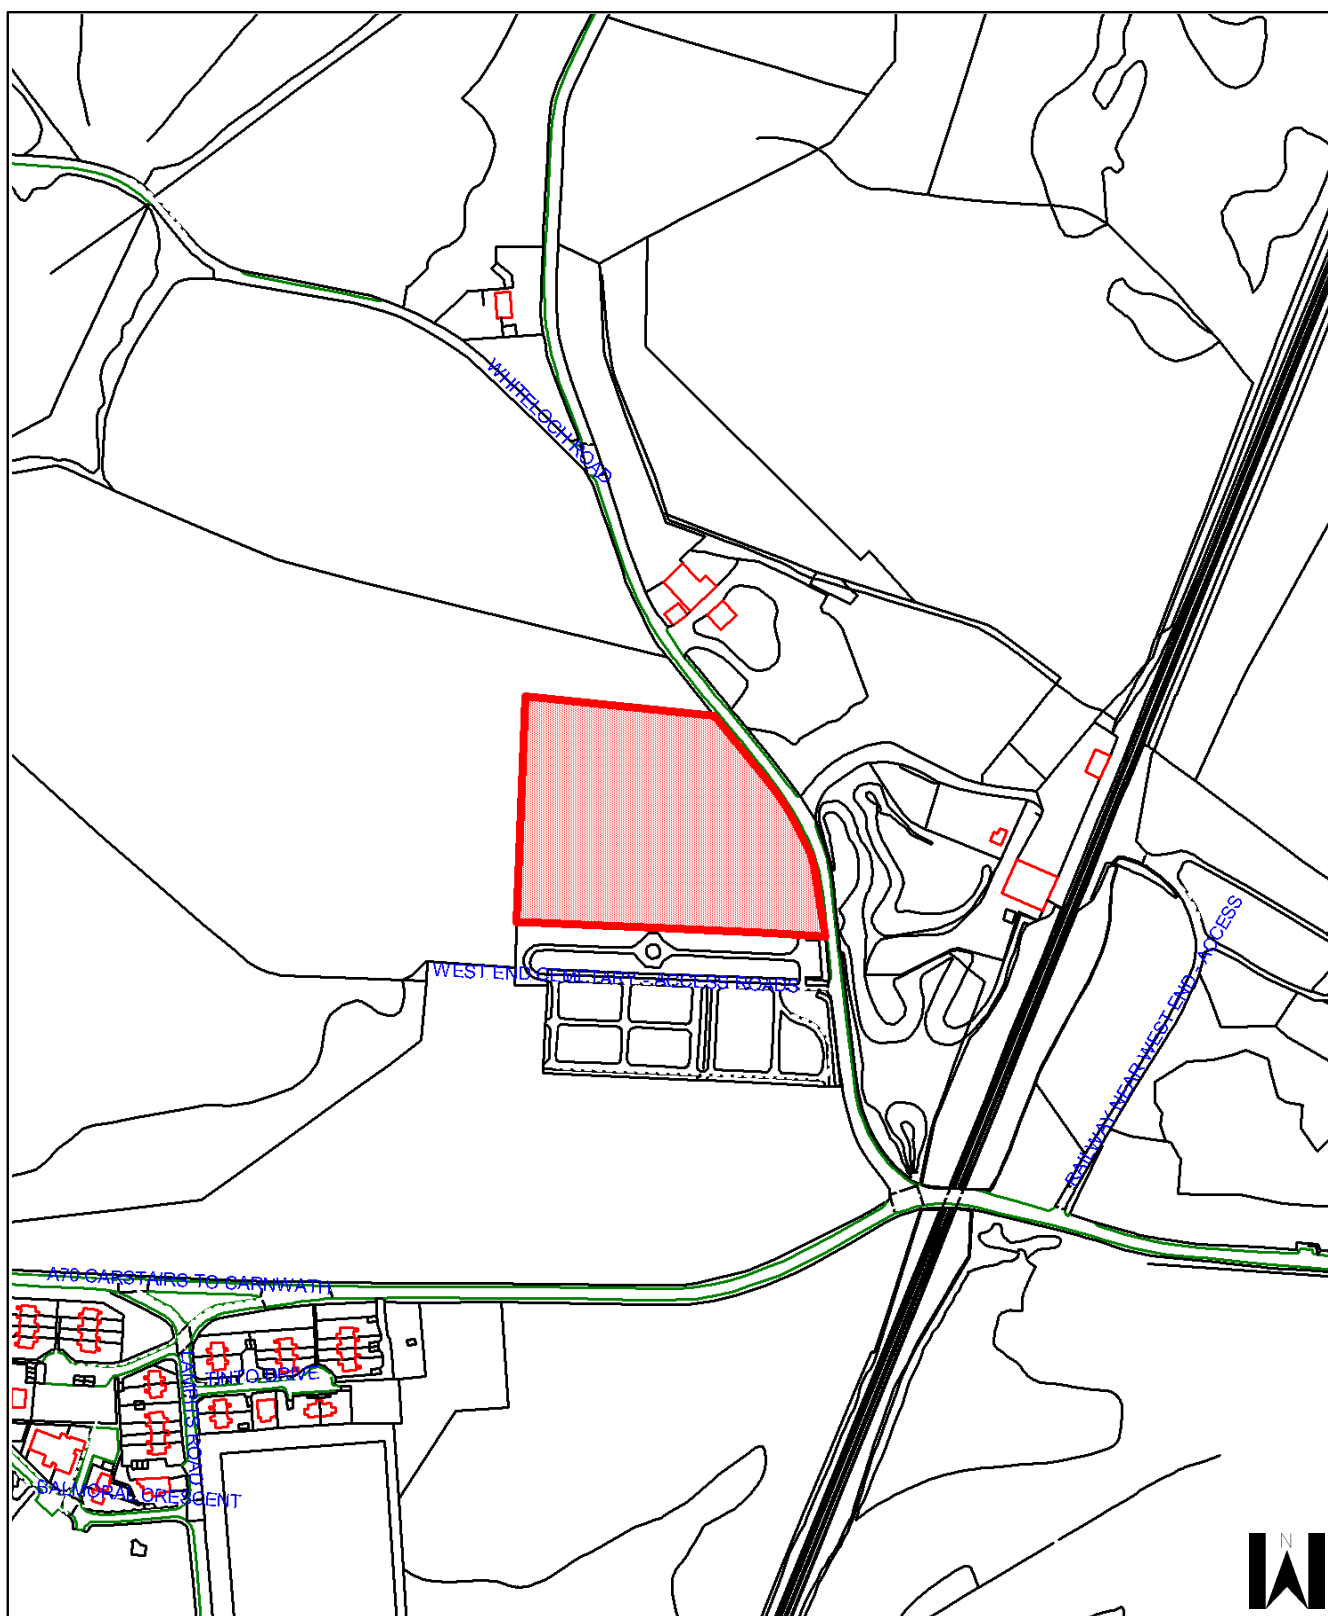 WHITELOCH ROAD
WEST END CEMETARY - ACCESS ROADS
RAILWAY NEAR WEST END - ACCESS
A70 CARSTAIRS TO CARNWATH
TINTO DRIVE
LAMPITS ROAD
BALMORAL CRESCENT
N